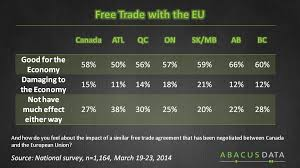 Free Trade with the EU
Canada ATL QC ON SK/MB AB BC
Good for the Economy 58% 50% 56% 57% 59% 66% 60%
Damaging to the Economy 15% 11% 14% 18% 21% 12% 12%
Not have much effect either way 27% 38% 30% 25% 20% 22% 28%
And how do you feel about the impact of a similar free trade agreement that has been negotiated between Canada
and the European Union?
Source: National survey, n=1,164, March 19-23, 2014
ABACUS DATA